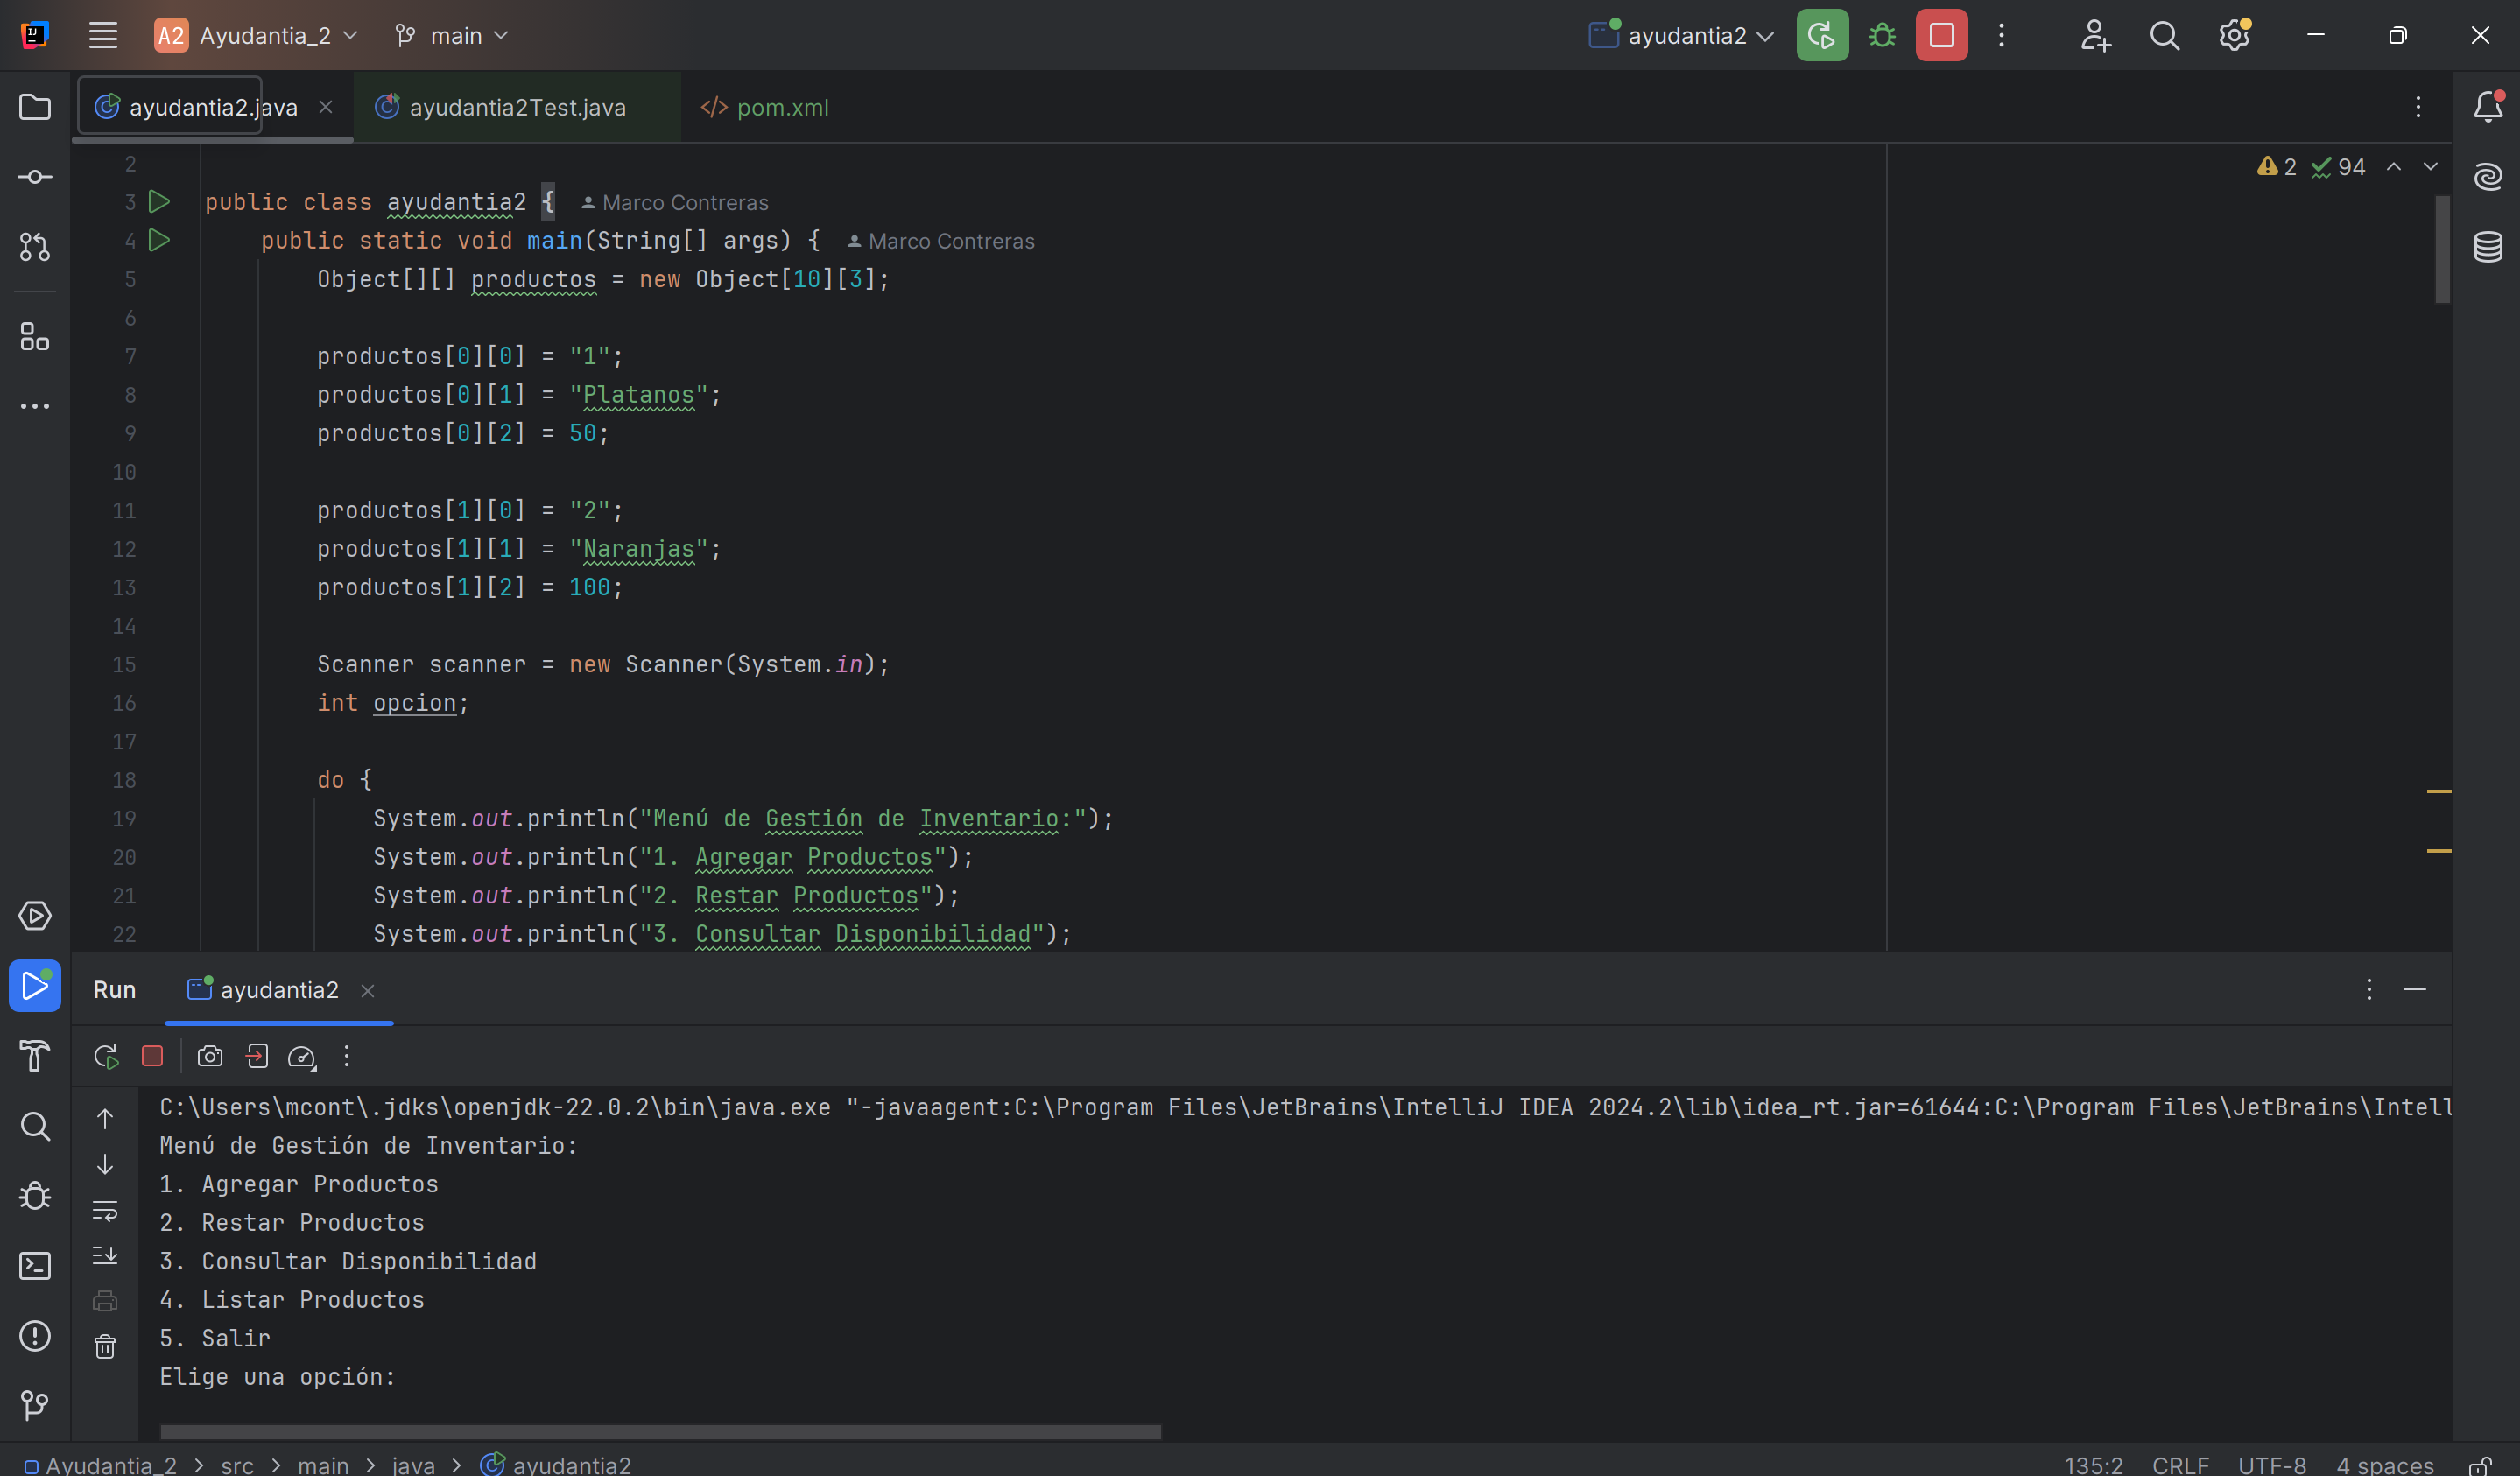 A2 Ayudantia_2 main ayudantia2
ayudantia2.java ayudantia2Test.java pom.xml
2 94
2
3 public class ayudantia2 { Marco Contreras
4 public static void main(String[] args) { Marco Contreras
5 Object[][] productos = new Object[10][3];
6
7 productos[0][0] = "1";
8 productos[0][1] = "Platanos";
9 productos[0][2] = 50;
10
11 productos[1][0] = "2";
12 productos[1][1] = "Naranjas";
13 productos[1][2] = 100;
14
15 Scanner scanner = new Scanner(System.in);
16 int opcion;
17
18 do {
19 System.out.println("Menú de Gestión de Inventario:");
20 System.out.println("1. Agregar Productos");
21 System.out.println("2. Restar Productos");
22 System.out.println("3. Consultar Disponibilidad");
Run ayudantia2
C:\Users\mcont\.jdks\openjdk-22.0.2\bin\java.exe "-javaagent:C:\Program Files\JetBrains\IntelliJ IDEA 2024.2\lib\idea_rt.jar=61644:C:\Program Files\JetBrains\Intell
Menú de Gestión de Inventario:
1. Agregar Productos
2. Restar Productos
3. Consultar Disponibilidad
4. Listar Productos
5. Salir
Elige una opción:
Ayudantia_2 > src > main > java > ayudantia2 135:2 CRLF UTF-8 4 spaces